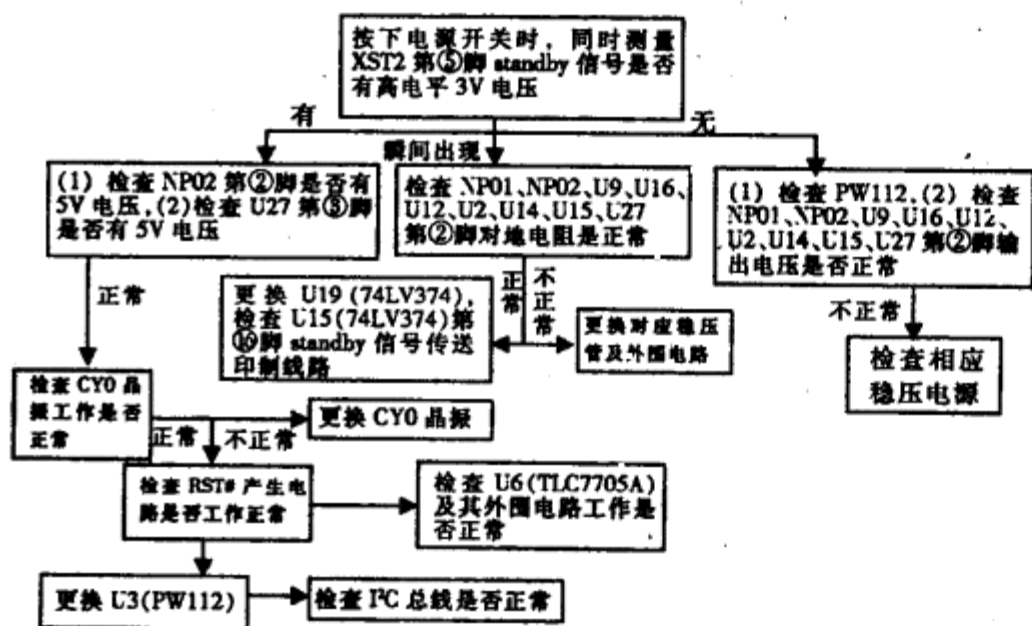 按下电源开关时，同时测量
XST2 第⑤脚 standby 信号是否
有高电平 3V 电压
有
瞬间出现
无
(1) 检查 NP02 第②脚是否有
5V 电压,(2)检查 U27 第③脚
是否有 5V 电压
检查 NP01、NP02、U9、U16、
U12、U2、U14、U15、U27
第②脚对地电阻是正常
(1) 检查 PW112,(2) 检查
NP01、NP02、U9、U16、U12、
U2、U14、U15、U27 第②脚输
出电压是否正常
正常
正常
不正常
不正常
更换 U19 (74LV374),
检查 U15(74LV374)第
⑯脚 standby 信号传送
印制线路
更换对应稳压
管及外围电路
检查相应
稳压电源
检查 CY0 晶
振工作是否
正常
正常
不正常
更换 CY0 晶振
检查 RST# 产生电
路是否工作正常
检查 U6(TLC7705A)
及其外围电路工作是
否正常
更换 U3(PW112)
检查 I²C 总线是否正常